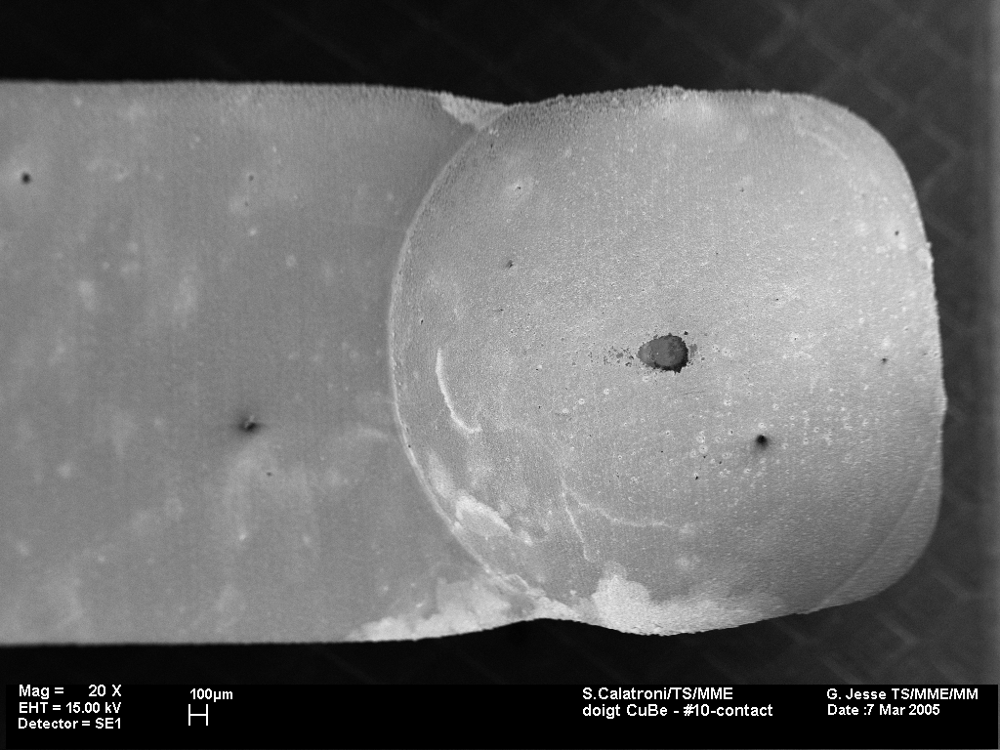 Mag = 20 X
EHT = 15.00 kV
Detector = SE1
100µm
S.Calatroni/TS/MME
doigt CuBe - #10-contact
G. Jesse TS/MME/MM
Date :7 Mar 2005